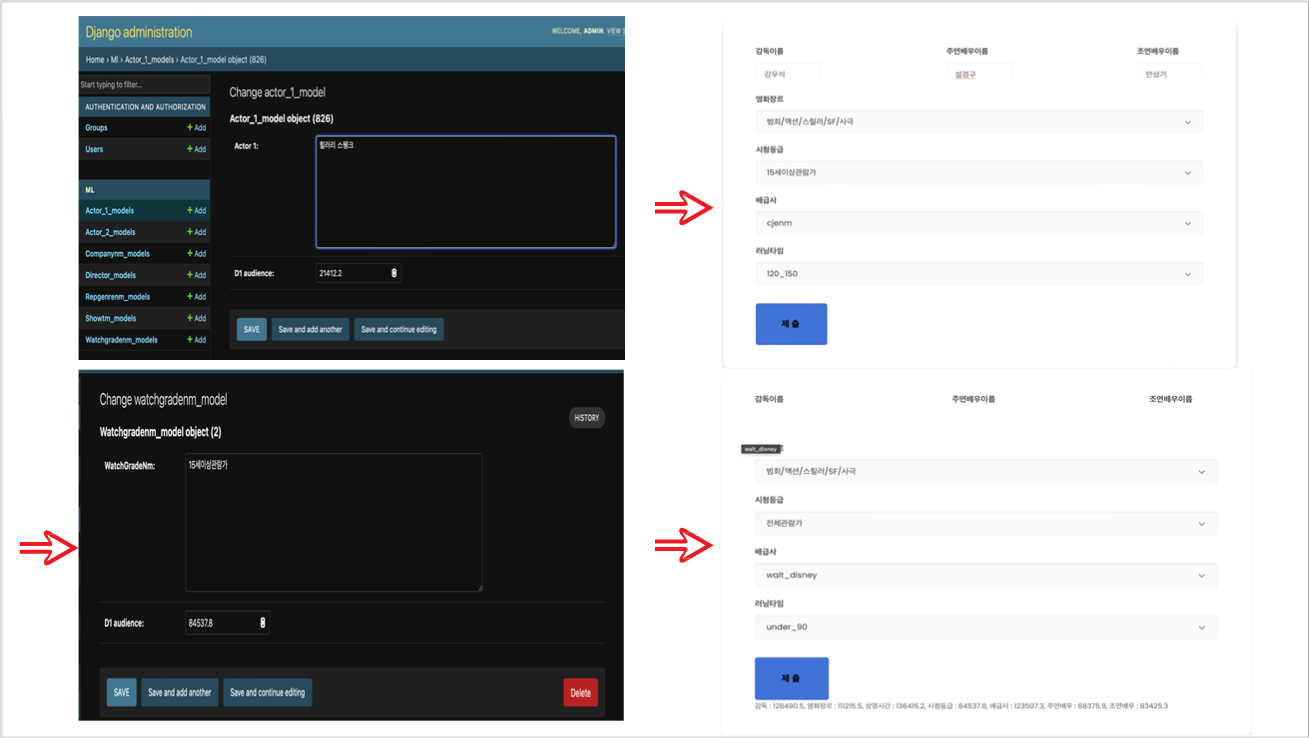 Django administration
WELCOME, ADMIN. VIEW
Home › Ml › Actor_1_models › Actor_1_model object (826)
Start typing to filter...
AUTHENTICATION AND AUTHORIZATION
Groups + Add
Users + Add
ML
Actor_1_models + Add
Actor_2_models + Add
Companynm_models + Add
Director_models + Add
Repgenrenm_models + Add
Showtm_models + Add
Watchgradenm_models + Add
Change actor_1_model
Actor_1_model object (826)
Actor 1:
힐러리 스웽크
D1 audience:
21412.2
SAVE
Save and add another
Save and continue editing
감독이름 주연배우이름 조연배우이름
강우석 설경구 안성기
영화장르
범죄/액션/스릴러/SF/사극
시청등급
15세이상관람가
배급사
cjenm
러닝타임
120_150
제 출
Change watchgradenm_model
HISTORY
Watchgradenm_model object (2)
WatchGradeNm:
15세이상관람가
D1 audience:
84537.8
SAVE
Save and add another
Save and continue editing
Delete
감독이름 주연배우이름 조연배우이름
walt_disney
범죄/액션/스릴러/SF/사극
시청등급
전체관람가
배급사
walt_disney
러닝타임
under_90
제 출
감독 : 128490.5, 영화장르 : 111215.5, 상영시간 : 136415.2, 시청등급 : 84537.8, 배급사 : 123507.3, 주연배우 : 88375.9, 조연배우 : 83425.3